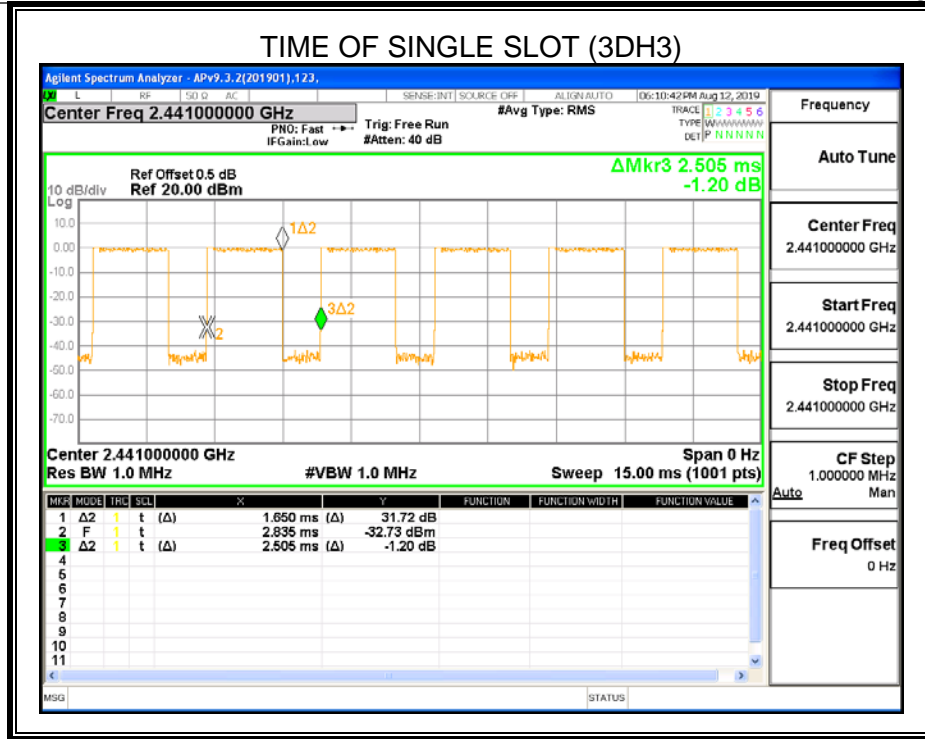 TIME OF SINGLE SLOT (3DH3)
Agilent Spectrum Analyzer - APv9.3.2(201901),123,
LXI L RF 50 Ω AC SENSE:INT SOURCE OFF ALIGN AUTO 06:10:42 PM Aug 12, 2019
Center Freq 2.441000000 GHz
PNO: Fast
IFGain:Low
Trig: Free Run
#Atten: 40 dB
#Avg Type: RMS
TRACE 1 2 3 4 5 6
TYPE W
DET P N N N N N
ΔMkr3 2.505 ms
-1.20 dB
Ref Offset 0.5 dB
10 dB/div Ref 20.00 dBm
Log
10.0
0.00
-10.0
-20.0
-30.0
-40.0
-50.0
-60.0
-70.0
1Δ2
2
3Δ2
Center 2.441000000 GHz Span 0 Hz
Res BW 1.0 MHz #VBW 1.0 MHz Sweep 15.00 ms (1001 pts)
MKR MODE TRC SCL X Y FUNCTION FUNCTION WIDTH FUNCTION VALUE
1 Δ2 1 t (Δ) 1.650 ms (Δ) 31.72 dB
2 F 1 t 2.835 ms -32.73 dBm
3 Δ2 1 t (Δ) 2.505 ms (Δ) -1.20 dB
4
5
6
7
8
9
10
11
MSG STATUS
Frequency
Auto Tune
Center Freq
2.441000000 GHz
Start Freq
2.441000000 GHz
Stop Freq
2.441000000 GHz
CF Step
1.000000 MHz
Auto Man
Freq Offset
0 Hz